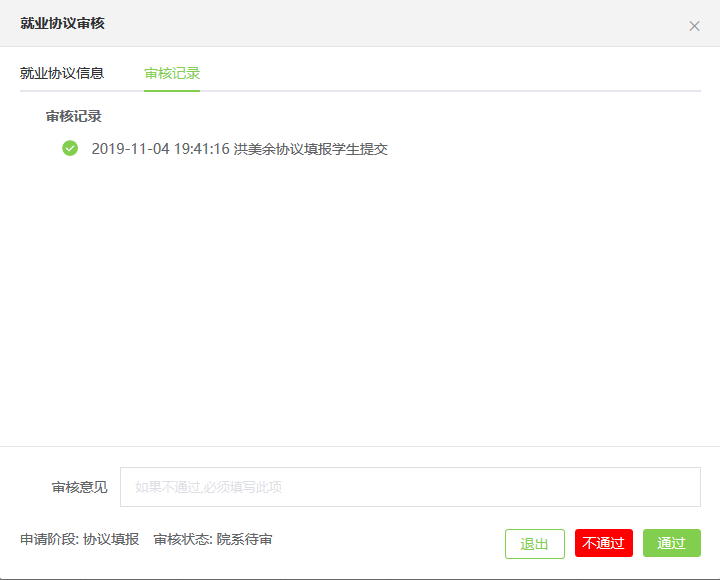 就业协议审核
就业协议信息 审核记录
审核记录
2019-11-04 19:41:16 洪美余协议填报学生提交
审核意见 如果不通过,必须填写此项
申请阶段: 协议填报 审核状态: 院系待审 退出 不通过 通过